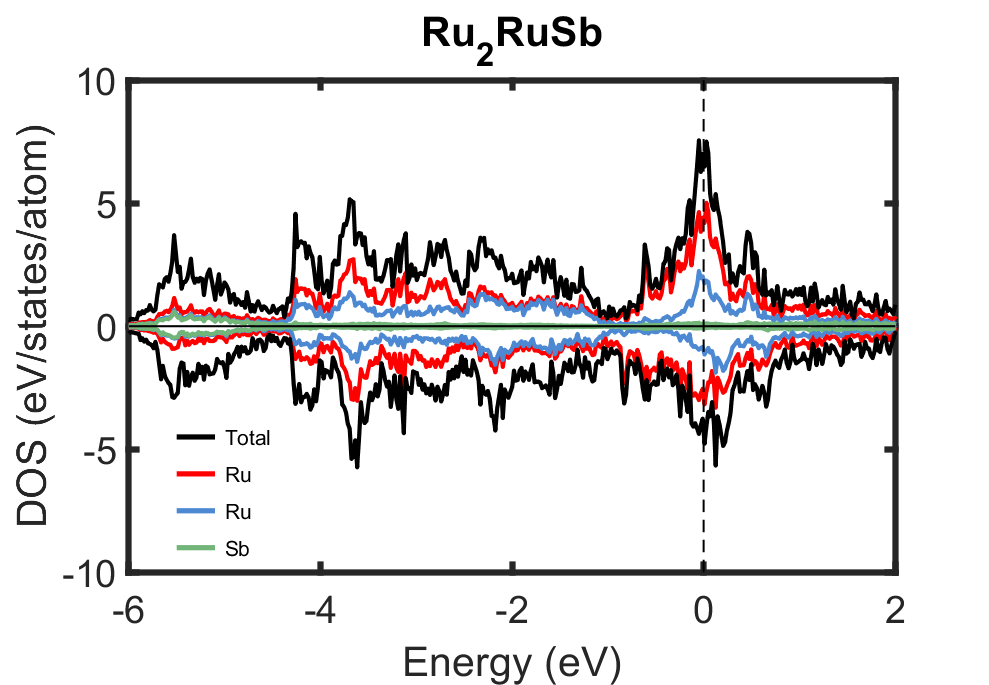 Ru₂RuSb
DOS (eV/states/atom)
10
5
0
-5
-10
Total
Ru
Ru
Sb
-6 -4 -2 0 2
Energy (eV)